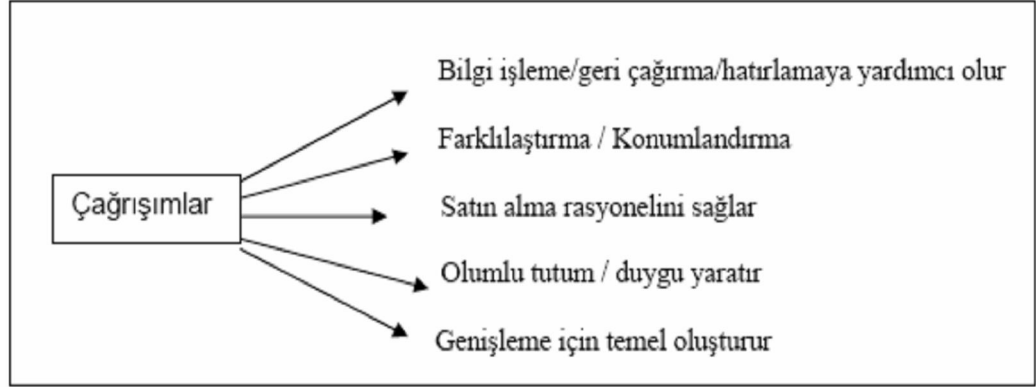 Bilgi işleme/geri çağırma/hatırlamaya yardımcı olur
Farklılaştırma / Konumlandırma
Çağrışımlar
Satın alma rasyonelini sağlar
Olumlu tutum / duygu yaratır
Genişleme için temel oluşturur